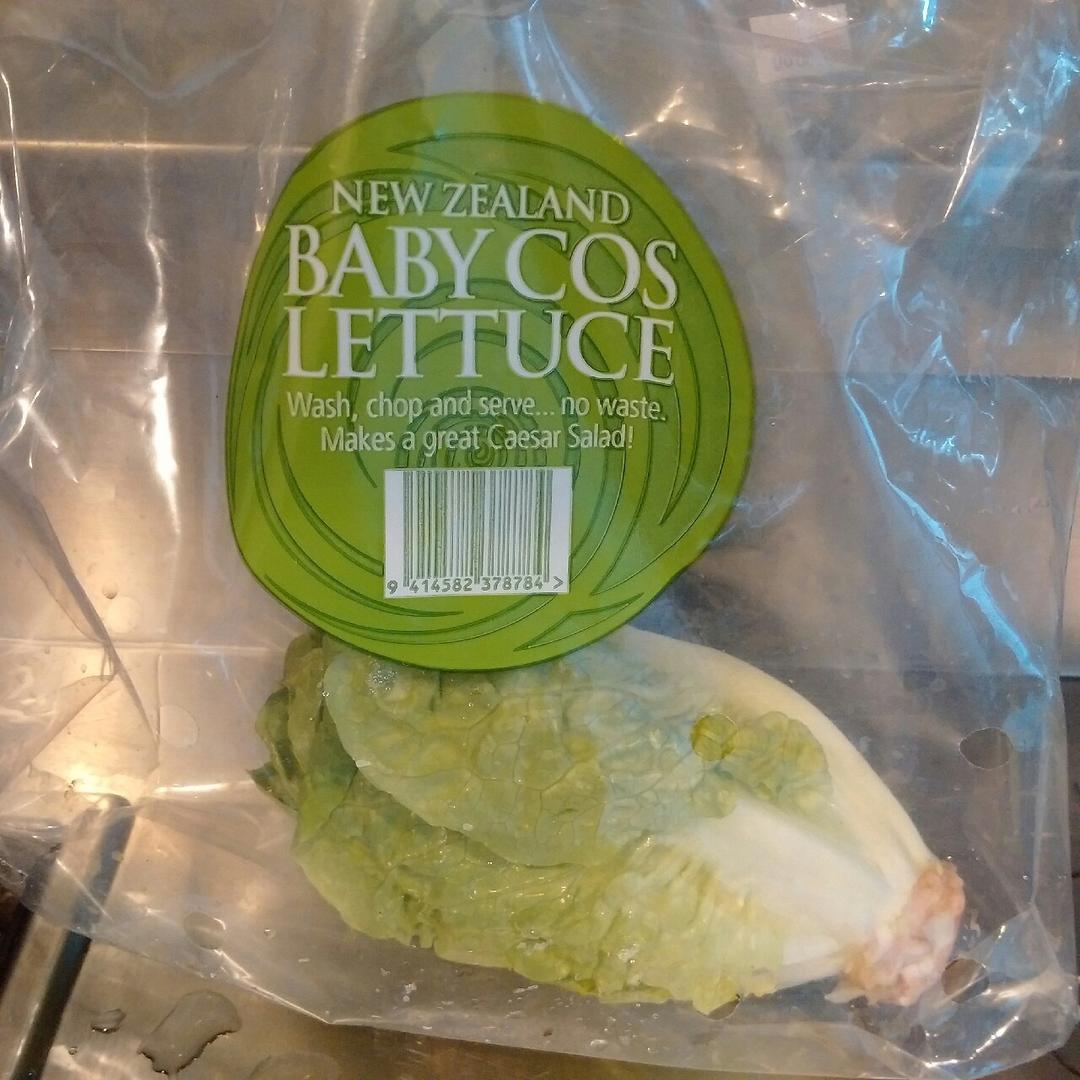 NEW ZEALAND
BABY COS
LETTUCE
Wash, chop and serve... no waste.
Makes a great Caesar Salad!
9 414582 378784 >